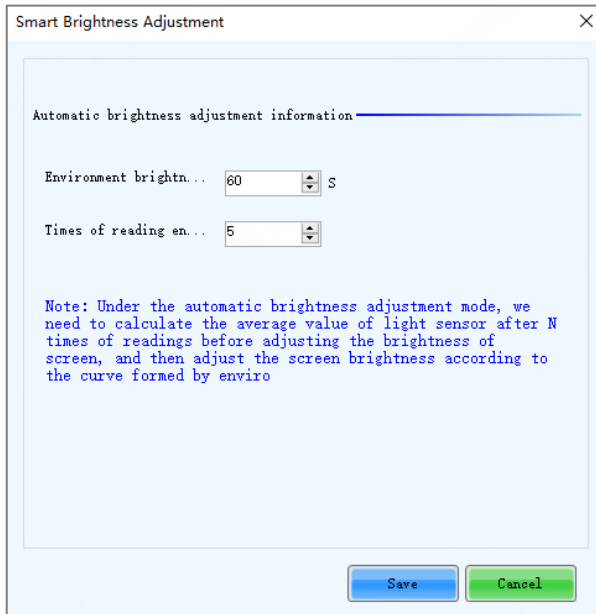 Smart Brightness Adjustment
Automatic brightness adjustment information
Environment brightn... 60 S
Times of reading en... 5
Note: Under the automatic brightness adjustment mode, we
need to calculate the average value of light sensor after N
times of readings before adjusting the brightness of
screen, and then adjust the screen brightness according to
the curve formed by enviro
Save Cancel